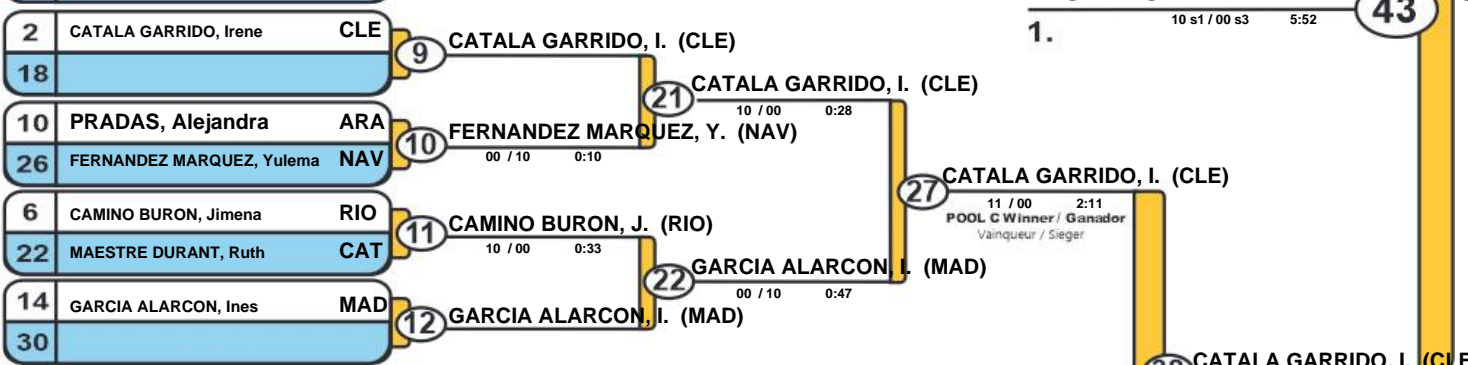 2 CATALA GARRIDO, Irene CLE
18
10 PRADAS, Alejandra ARA
26 FERNANDEZ MARQUEZ, Yulema NAV
6 CAMINO BURON, Jimena RIO
22 MAESTRE DURANT, Ruth CAT
14 GARCIA ALARCON, Ines MAD
30
9 CATALA GARRIDO, I. (CLE)
10 FERNANDEZ MARQUEZ, Y. (NAV)
00 / 10 0:10
11 CAMINO BURON, J. (RIO)
10 / 00 0:33
12 GARCIA ALARCON, I. (MAD)
21 CATALA GARRIDO, I. (CLE)
10 / 00 0:28
22 GARCIA ALARCON, I. (MAD)
00 / 10 0:47
27 CATALA GARRIDO, I. (CLE)
11 / 00 2:11
POOL C Winner / Ganador
Vainqueur / Sieger
10 s1 / 00 s3 5:52
43
1.
CATALA GARRIDO, I. (CLE